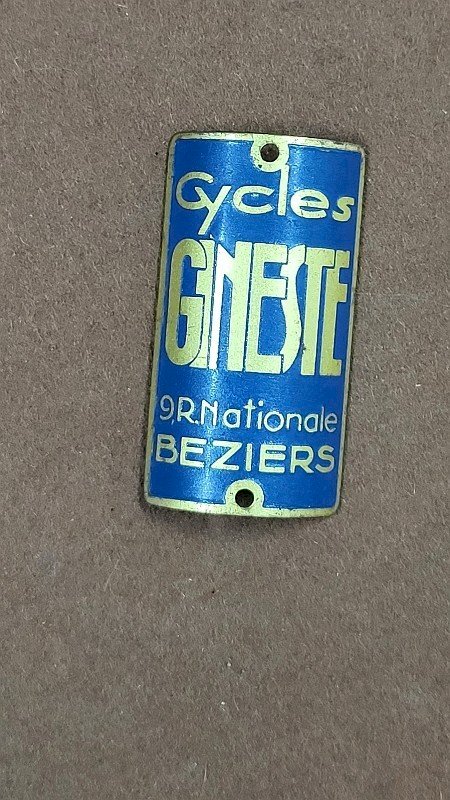 Cycles
GINESTE
9,R.Nationale
BEZIERS